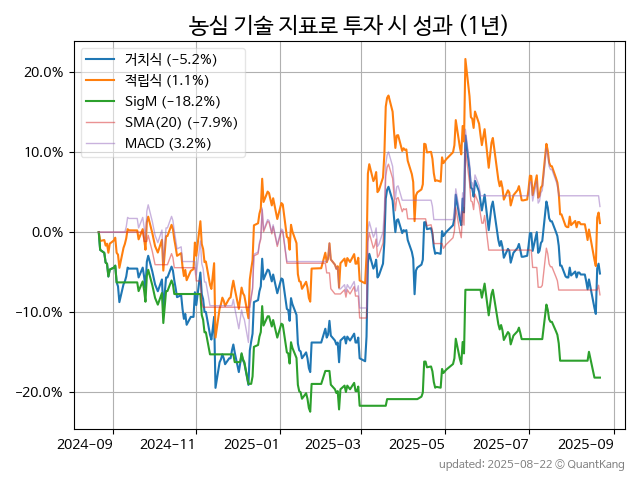 농심 기술 지표로 투자 시 성과 (1년)
거치식 (−5.2%)
적립식 (1.1%)
SigM (−18.2%)
SMA(20) (−7.9%)
MACD (3.2%)
20.0%
10.0%
0.0%
−10.0%
−20.0%
2024-09 2024-11 2025-01 2025-03 2025-05 2025-07 2025-09
updated: 2025-08-22 © QuantKang